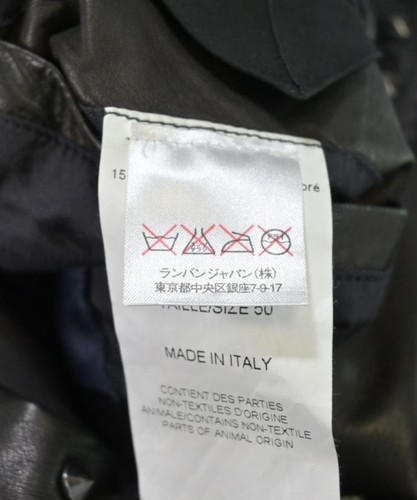 15
oré
ランバンジャパン(株)
東京都中央区銀座7-9-17
TAILLE/SIZE 50
MADE IN ITALY
CONTIENT DES PARTIES
NON-TEXTILES D'ORIGINE
ANIMALE/CONTAINS NON-TEXTILE
PARTS OF ANIMAL ORIGIN